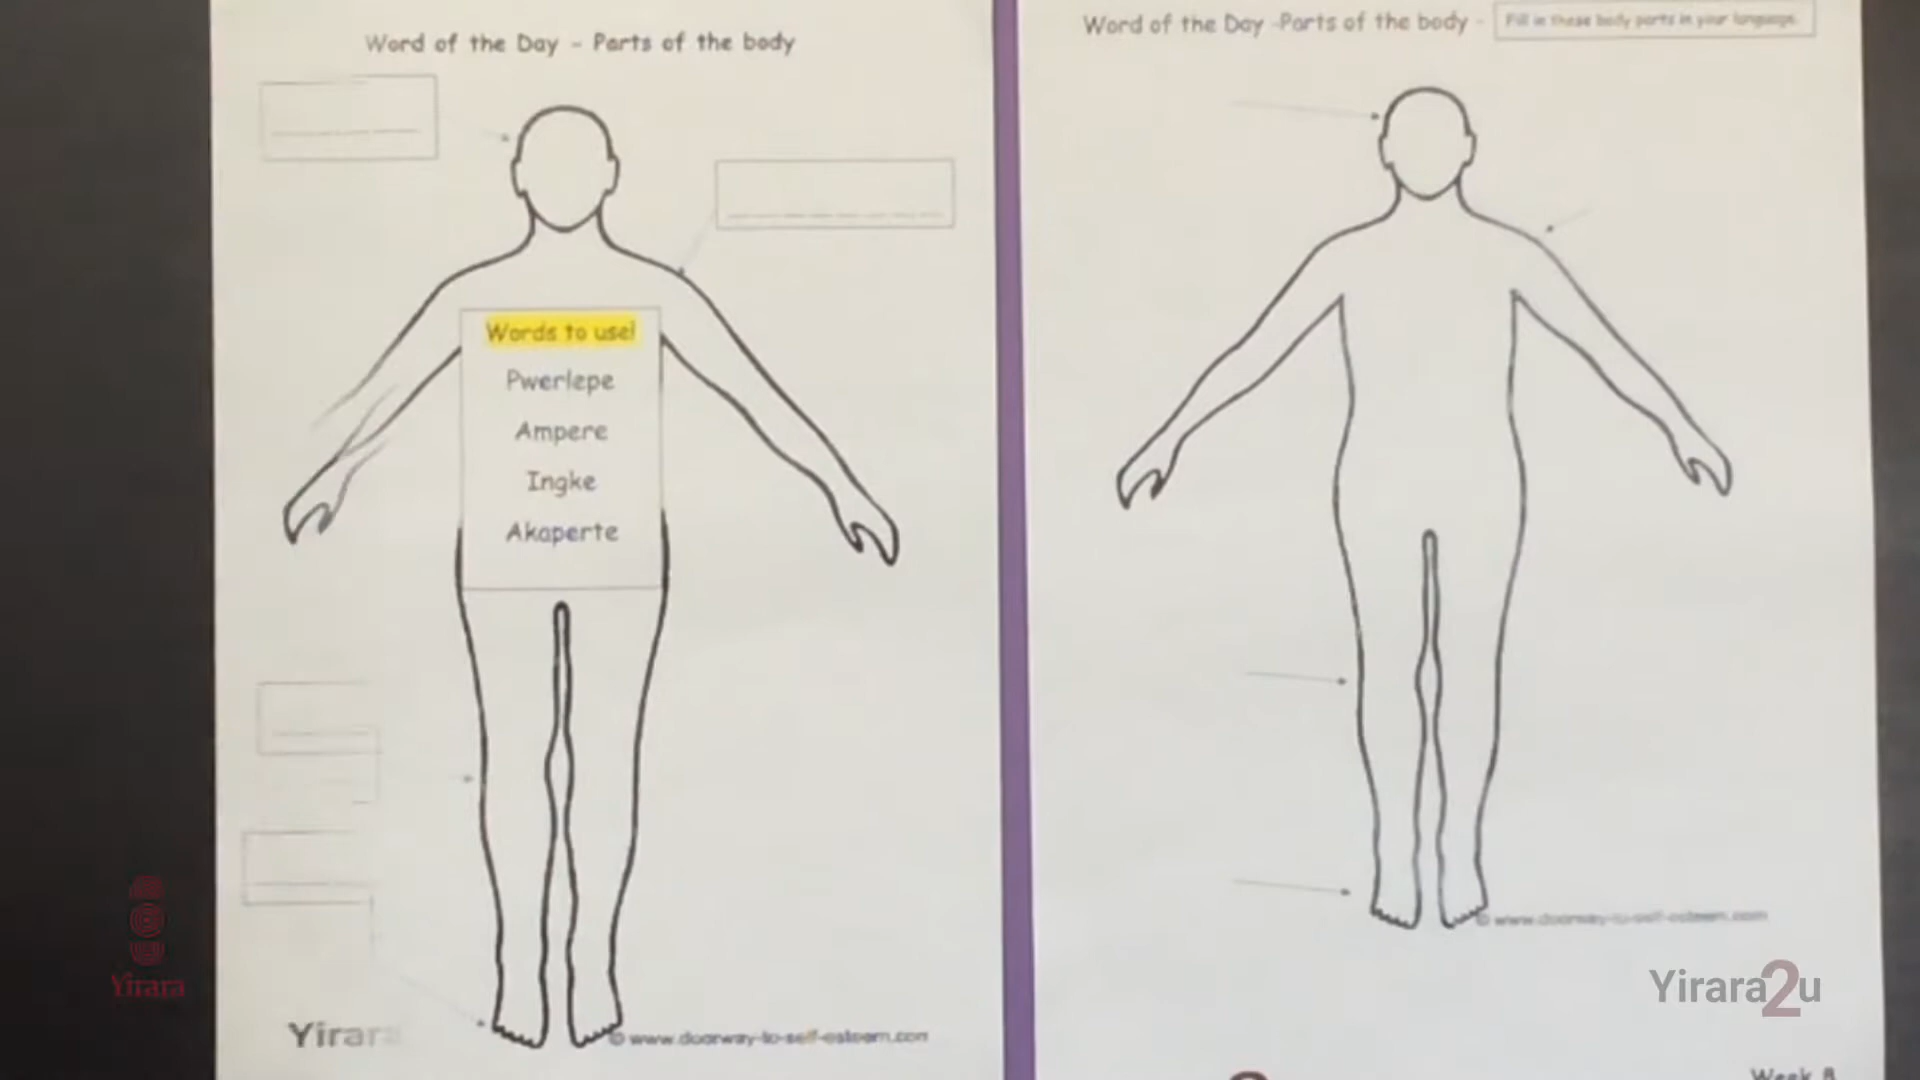 Word of the Day - Parts of the body
Words to use!
Pwerlepe
Ampere
Ingke
Akaperte
Yirara
© www.doorway-to-self-esteem.com
Word of the Day -Parts of the body -
Fill in these body parts in your language.
© www.doorway-to-self-esteem.com
Week 8
Yirara
Yirara2u